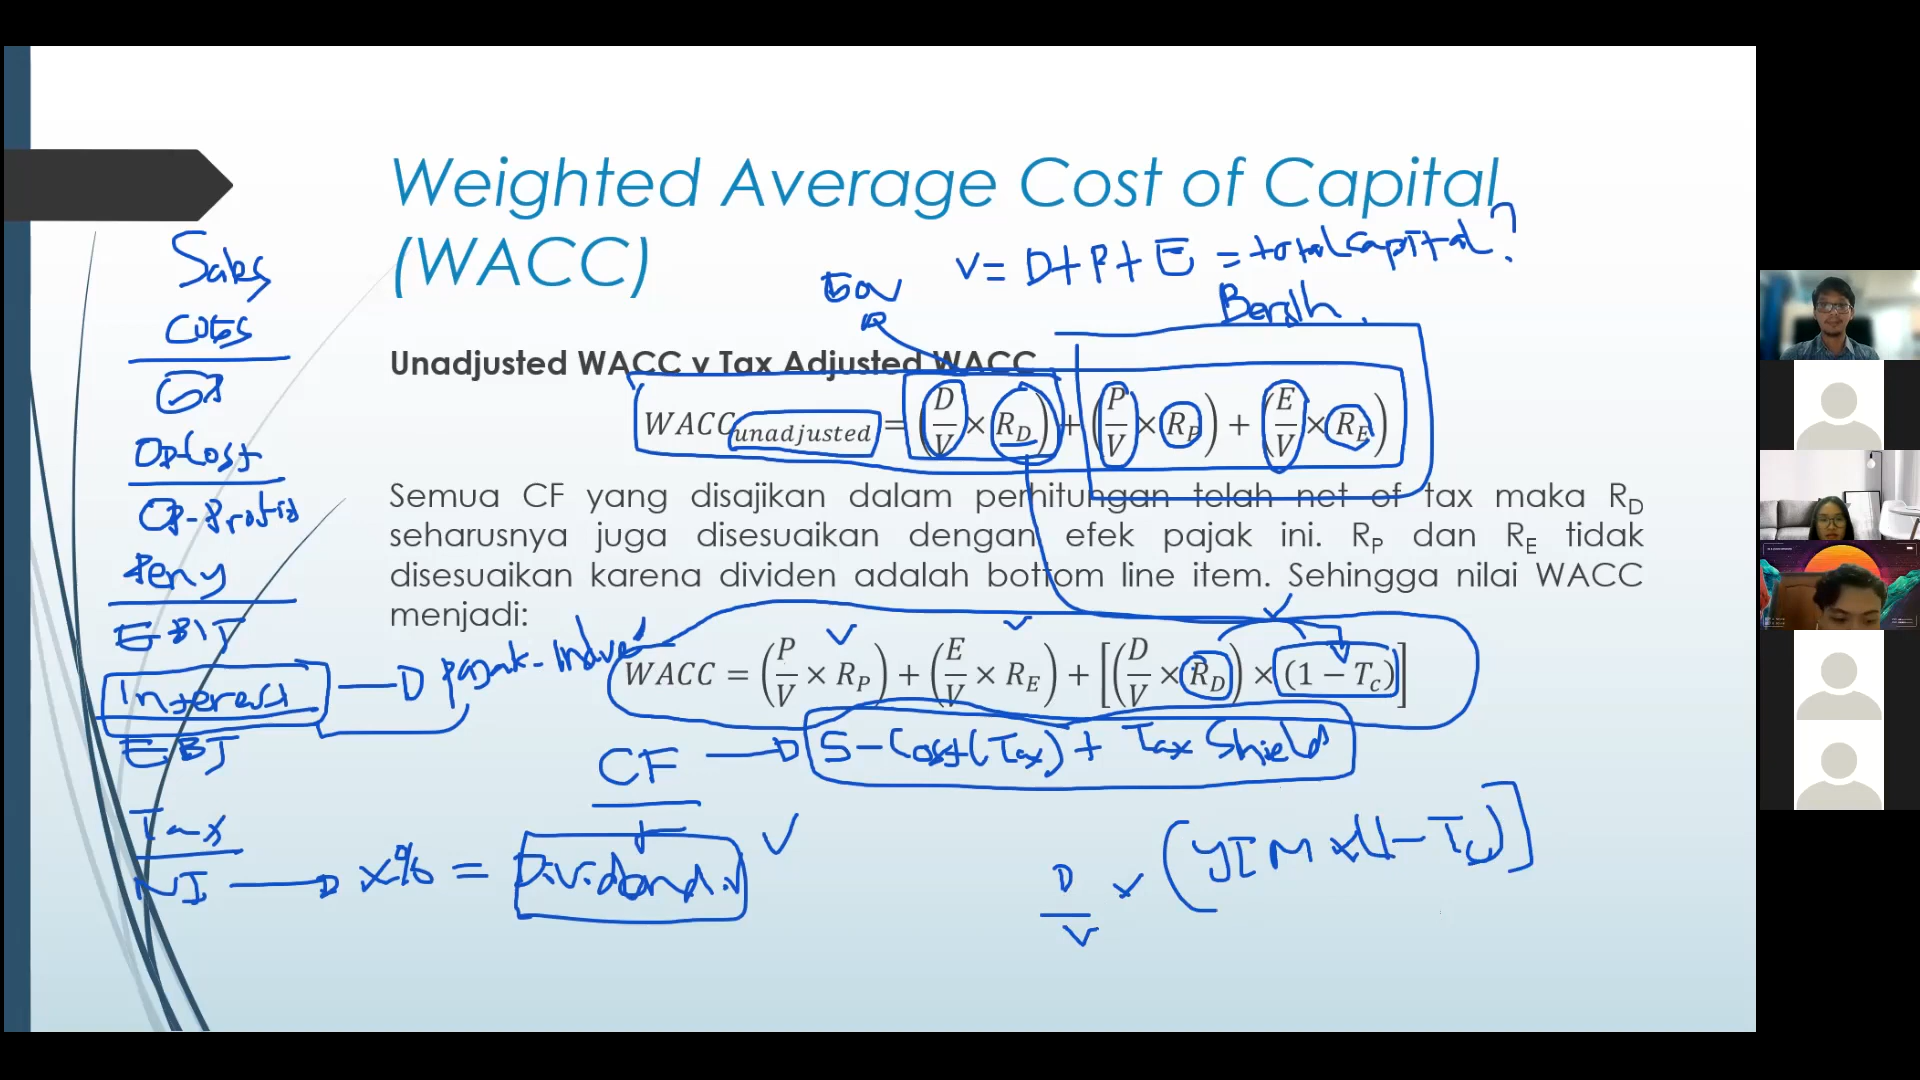 Weighted Average Cost of Capital
(WACC)
V = D + P + E = total capital?
Bersih
Unadjusted WACC v Tax Adjusted WACC
WACC_unadjusted = (D/V × R_D) + (P/V × R_P) + (E/V × R_E)
Semua CF yang disajikan dalam perhitungan telah net of tax maka R_D
seharusnya juga disesuaikan dengan efek pajak ini. R_P dan R_E tidak
disesuaikan karena dividen adalah bottom line item. Sehingga nilai WACC
menjadi:
WACC = (P/V × R_P) + (E/V × R_E) + [(D/V × R_D) × (1 − T_c)]
Sales
COGS
GP
Op-Cost
OP-Profit
Peny
EBIT
Interest
EBT
Tax
NI → x% = Dividend
CF → S - Cost (Tax) + Tax Shield
D/V × (YTM x (1 - Tc)]